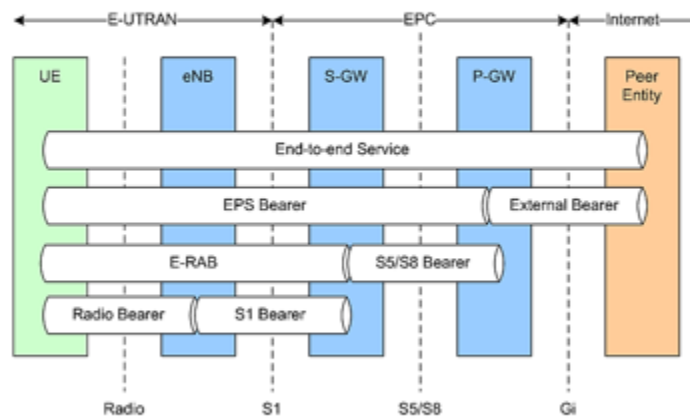 E-UTRAN EPC Internet
UE eNB S-GW P-GW Peer
Entity
End-to-end Service
EPS Bearer External Bearer
E-RAB S5/S8 Bearer
Radio Bearer S1 Bearer
Radio S1 S5/S8 Gi